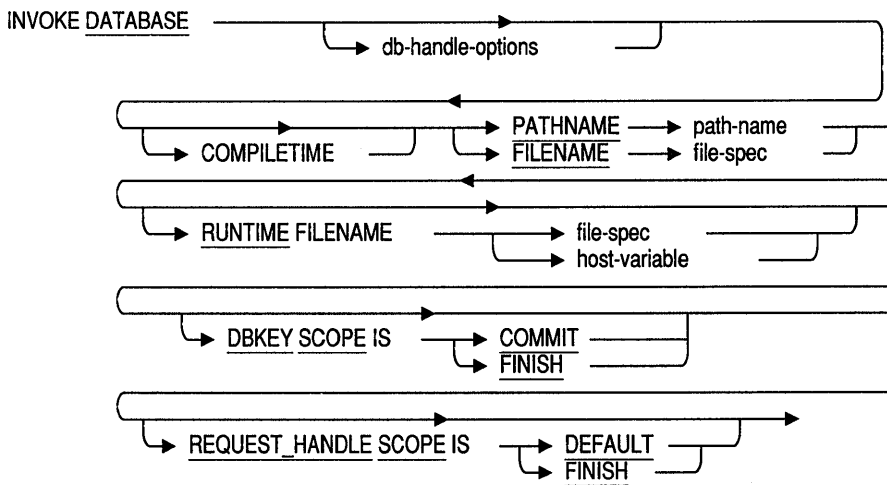 INVOKE DATABASE
db-handle-options
COMPILETIME
PATHNAME path-name
FILENAME file-spec
RUNTIME FILENAME
file-spec
host-variable
DBKEY SCOPE IS
COMMIT
FINISH
REQUEST_HANDLE SCOPE IS
DEFAULT
FINISH